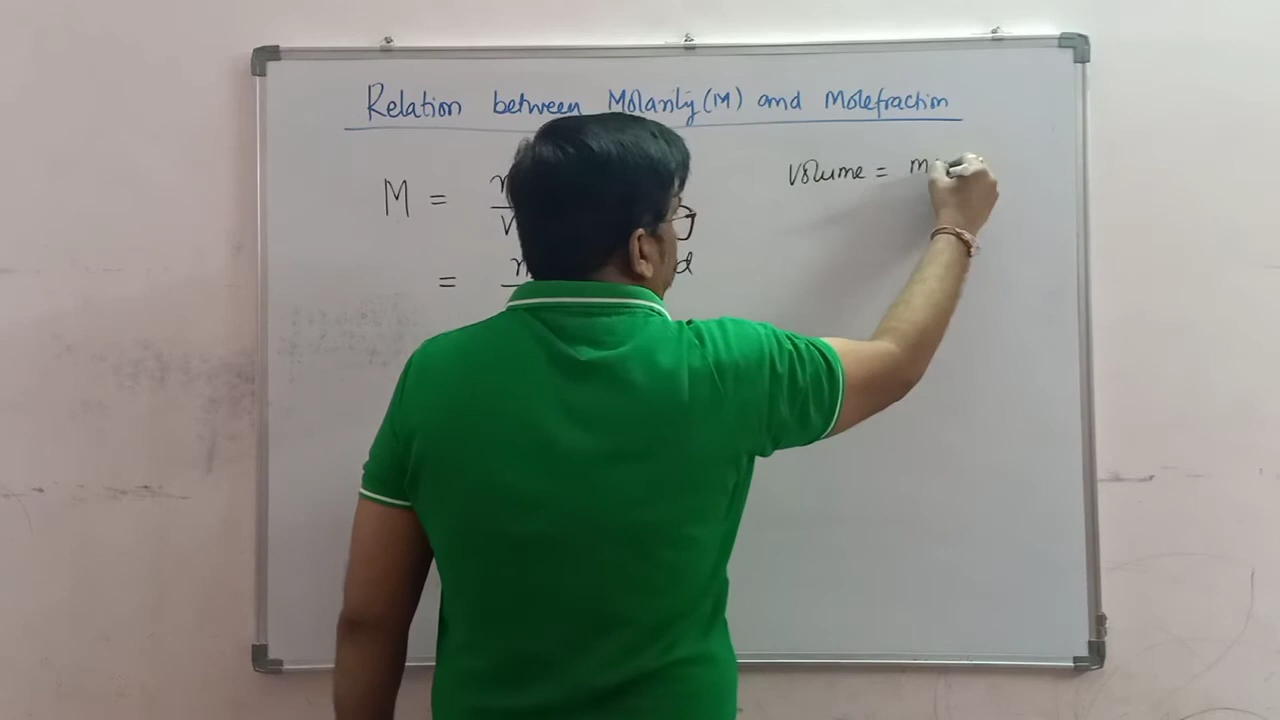 Relation between Molarity (M) and Molefraction
M =
Volume =
= d